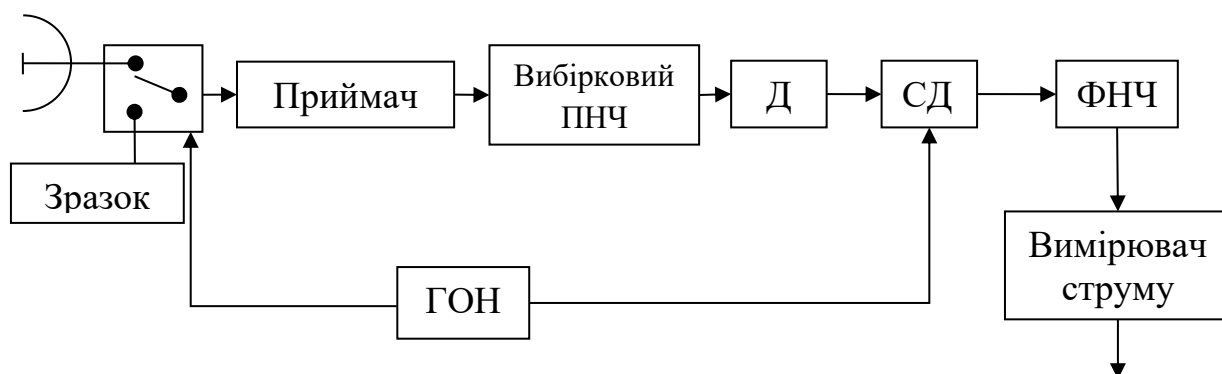 Приймач
Вибірковий
ПНЧ
Д
СД
ФНЧ
Зразок
Вимірювач
струму
ГОН